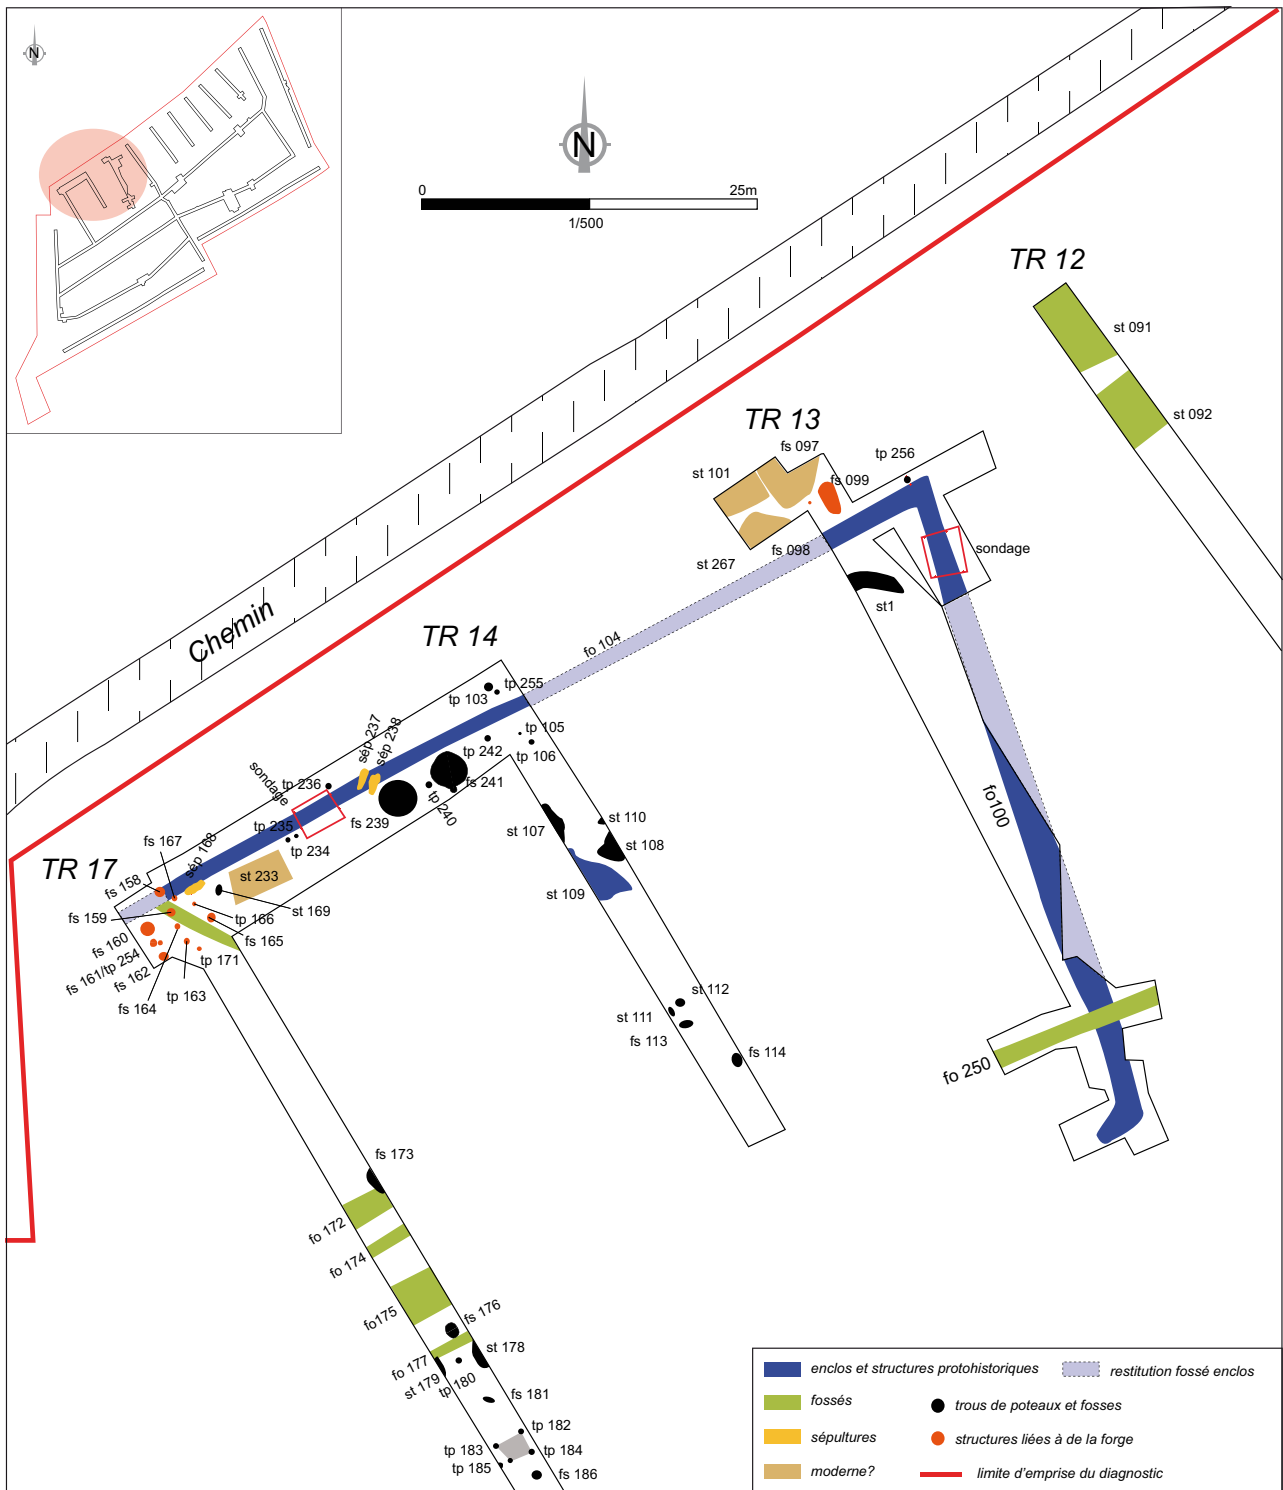 N
N
0
25m
1/500
TR 12
st 091
st 092
TR 13
fs 097
st 101
tp 256
fs 099
fs 098
st 267
sondage
st1
Chemin
TR 14
fo 104
tp 255
tp 103
sép 237
sép 238
tp 105
tp 242
tp 106
sondage
tp 236
fs 241
tp 240
fs 239
tp 235
tp 234
fo100
st 110
st 107
st 108
st 109
fs 167
sép 168
TR 17
st 233
fs 158
fs 159
st 169
tp 166
fs 165
fs 160
fs 161/tp 254
fs 162
tp 171
tp 163
fs 164
st 112
st 111
fs 113
fs 114
fo 250
fs 173
fo 172
fo 174
fo175
fs 176
fo 177
st 178
st 179
tp 180
fs 181
tp 182
tp 183
tp 184
tp 185
fs 186
enclos et structures protohistoriques
restitution fossé enclos
fossés
trous de poteaux et fosses
sépultures
structures liées à de la forge
moderne?
limite d'emprise du diagnostic